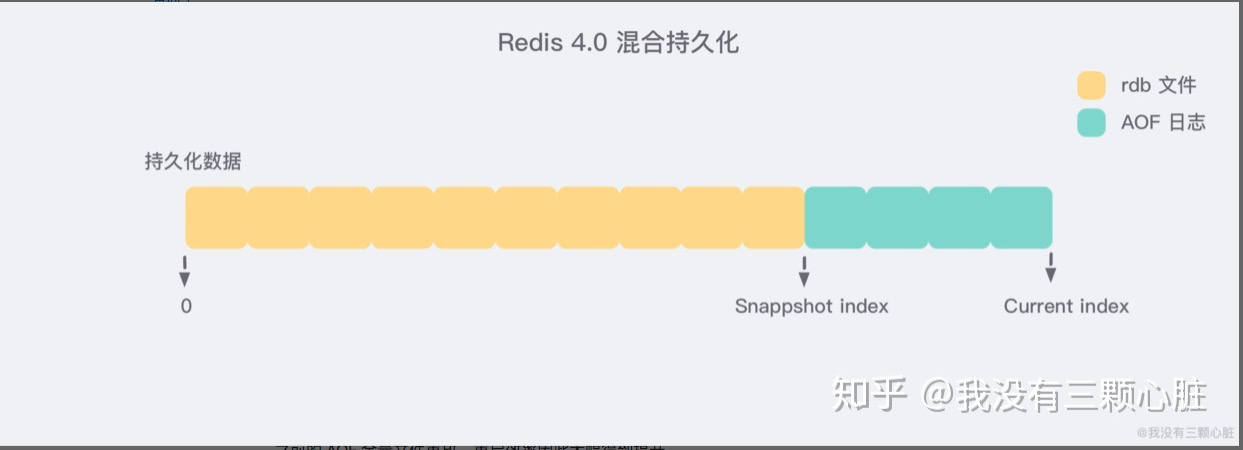 Redis 4.0 混合持久化
rdb 文件
AOF 日志
持久化数据
0
Snappshot index
Current index
知乎 @我没有三颗心脏
@我没有三颗心脏